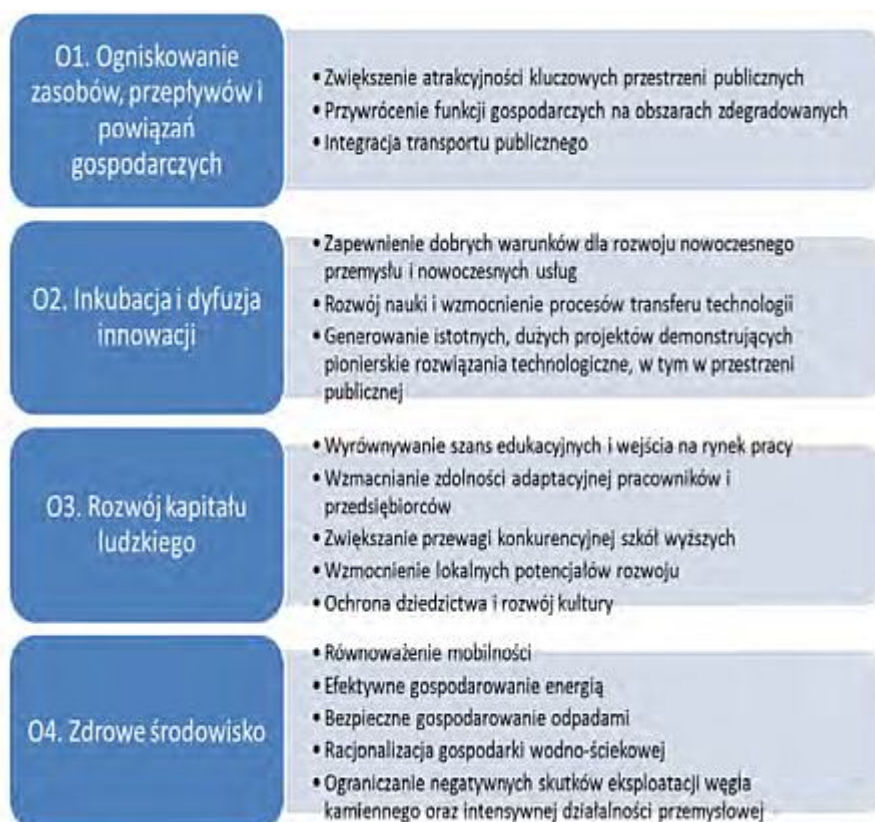 O1. Ogniskowanie
zasobów, przepływów i
powiązań
gospodarczych
• Zwiększenie atrakcyjności kluczowych przestrzeni publicznych
• Przywrócenie funkcji gospodarczych na obszarach zdegradowanych
• Integracja transportu publicznego
O2. Inkubacja i dyfuzja
innowacji
• Zapewnienie dobrych warunków dla rozwoju nowoczesnego
przemysłu i nowoczesnych usług
• Rozwój nauki i wzmocnienie procesów transferu technologii
• Generowanie istotnych, dużych projektów demonstrujących
pionierskie rozwiązania technologiczne, w tym w przestrzeni
publicznej
O3. Rozwój kapitału
ludzkiego
• Wyrównywanie szans edukacyjnych i wejścia na rynek pracy
• Wzmacnianie zdolności adaptacyjnej pracowników i
przedsiębiorców
• Zwiększanie przewagi konkurencyjnej szkół wyższych
• Wzmocnienie lokalnych potencjałów rozwoju
• Ochrona dziedzictwa i rozwój kultury
O4. Zdrowe środowisko
• Równoważenie mobilności
• Efektywne gospodarowanie energią
• Bezpieczne gospodarowanie odpadami
• Racjonalizacja gospodarki wodno-ściekowej
• Ograniczanie negatywnych skutków eksploatacji węgla
kamiennego oraz intensywnej działalności przemysłowej